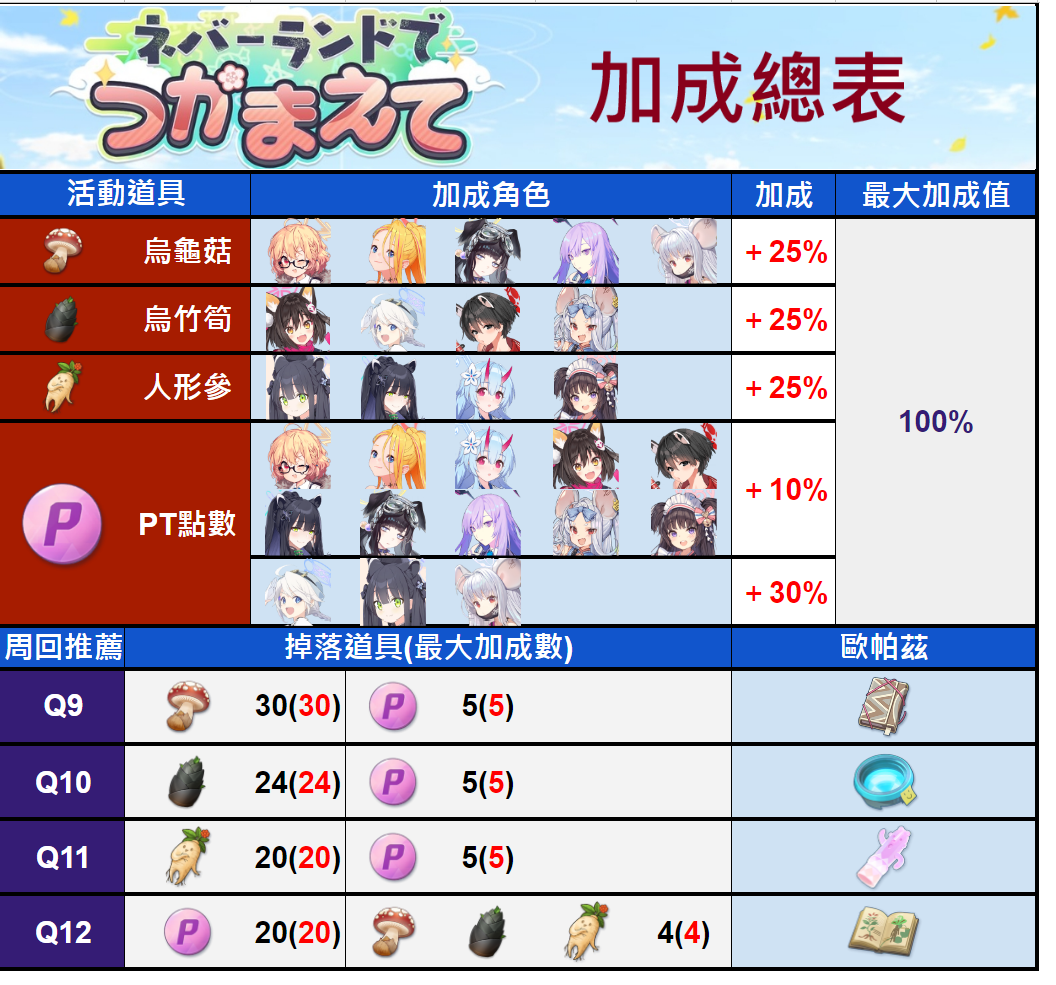 ネバーランドで
つかまえて
加成總表
活動道具 加成角色 加成 最大加成值
烏龜菇 + 25%
烏竹筍 + 25%
人形參 + 25%
100%
PT點數 + 10%
P
+ 30%
周回推薦 掉落道具(最大加成數) 歐帕茲
Q9 30(30) P 5(5)
Q10 24(24) P 5(5)
Q11 20(20) P 5(5)
Q12 P 20(20) 4(4)